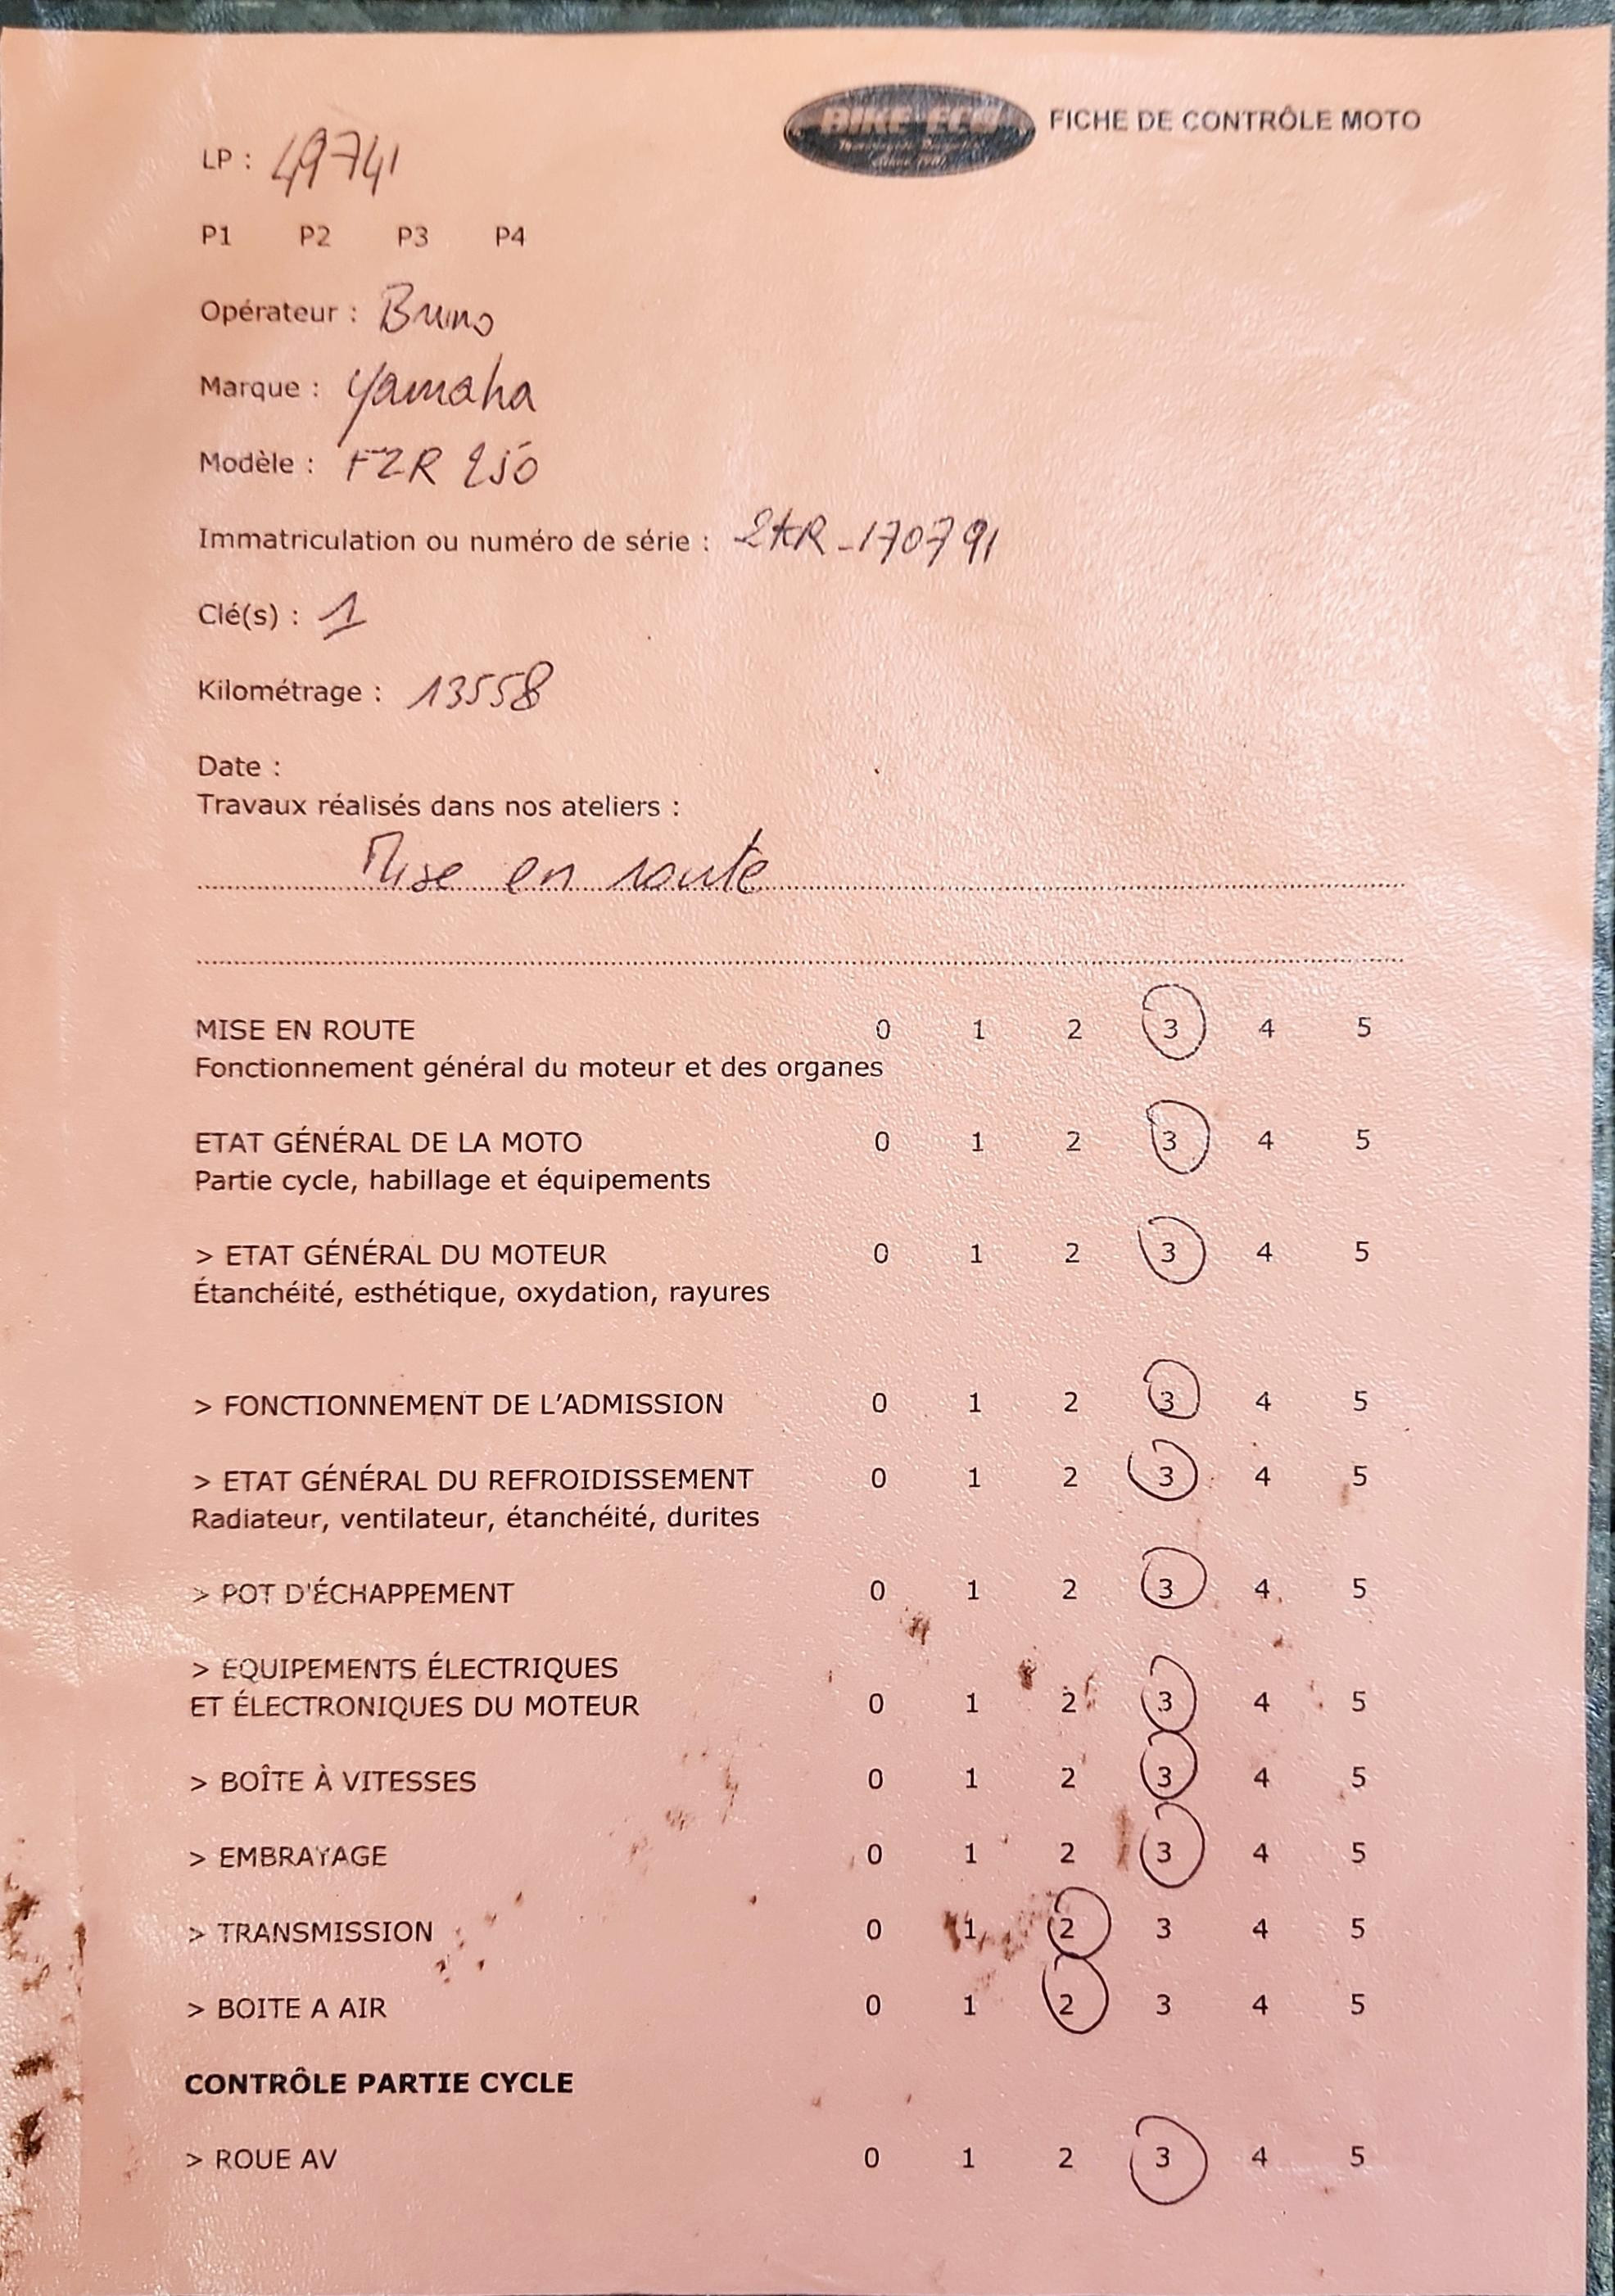 BIKE ECO
FICHE DE CONTRÔLE MOTO
LP : 49741
P1 P2 P3 P4
Opérateur : Bruno
Marque : Yamaha
Modèle : FZR 250
Immatriculation ou numéro de série : 2KR-170791
Clé(s) : 1
Kilométrage : 13558
Date :
Travaux réalisés dans nos ateliers :
Mise en route
MISE EN ROUTE 0 1 2 3 4 5
Fonctionnement général du moteur et des organes
ETAT GÉNÉRAL DE LA MOTO 0 1 2 3 4 5
Partie cycle, habillage et équipements
> ETAT GÉNÉRAL DU MOTEUR 0 1 2 3 4 5
Étanchéité, esthétique, oxydation, rayures
> FONCTIONNEMENT DE L'ADMISSION 0 1 2 3 4 5
> ETAT GÉNÉRAL DU REFROIDISSEMENT 0 1 2 3 4 5
Radiateur, ventilateur, étanchéité, durites
> POT D'ÉCHAPPEMENT 0 1 2 3 4 5
> EQUIPEMENTS ÉLECTRIQUES
ET ÉLECTRONIQUES DU MOTEUR 0 1 2 3 4 5
> BOÎTE À VITESSES 0 1 2 3 4 5
> EMBRAYAGE 0 1 2 3 4 5
> TRANSMISSION 0 1 2 3 4 5
> BOITE A AIR 0 1 2 3 4 5
CONTRÔLE PARTIE CYCLE
> ROUE AV 0 1 2 3 4 5